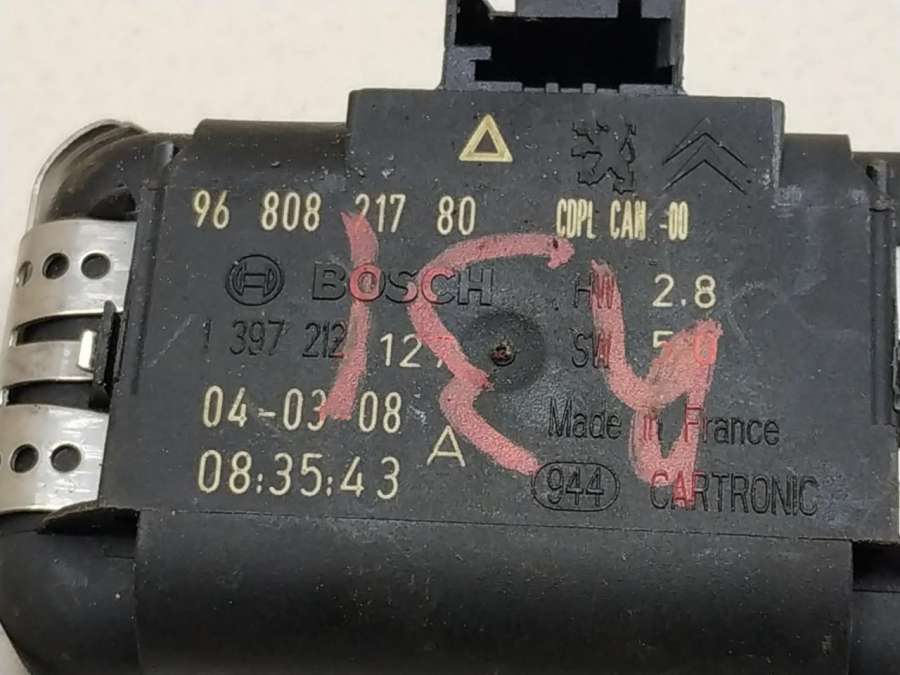 96 808 217 80 CDPL CAN -00
BOSCH HW 2.8
1 397 212 127 SW
04-03-08 Made in France
08:35:43 A 944 CARTRONIC